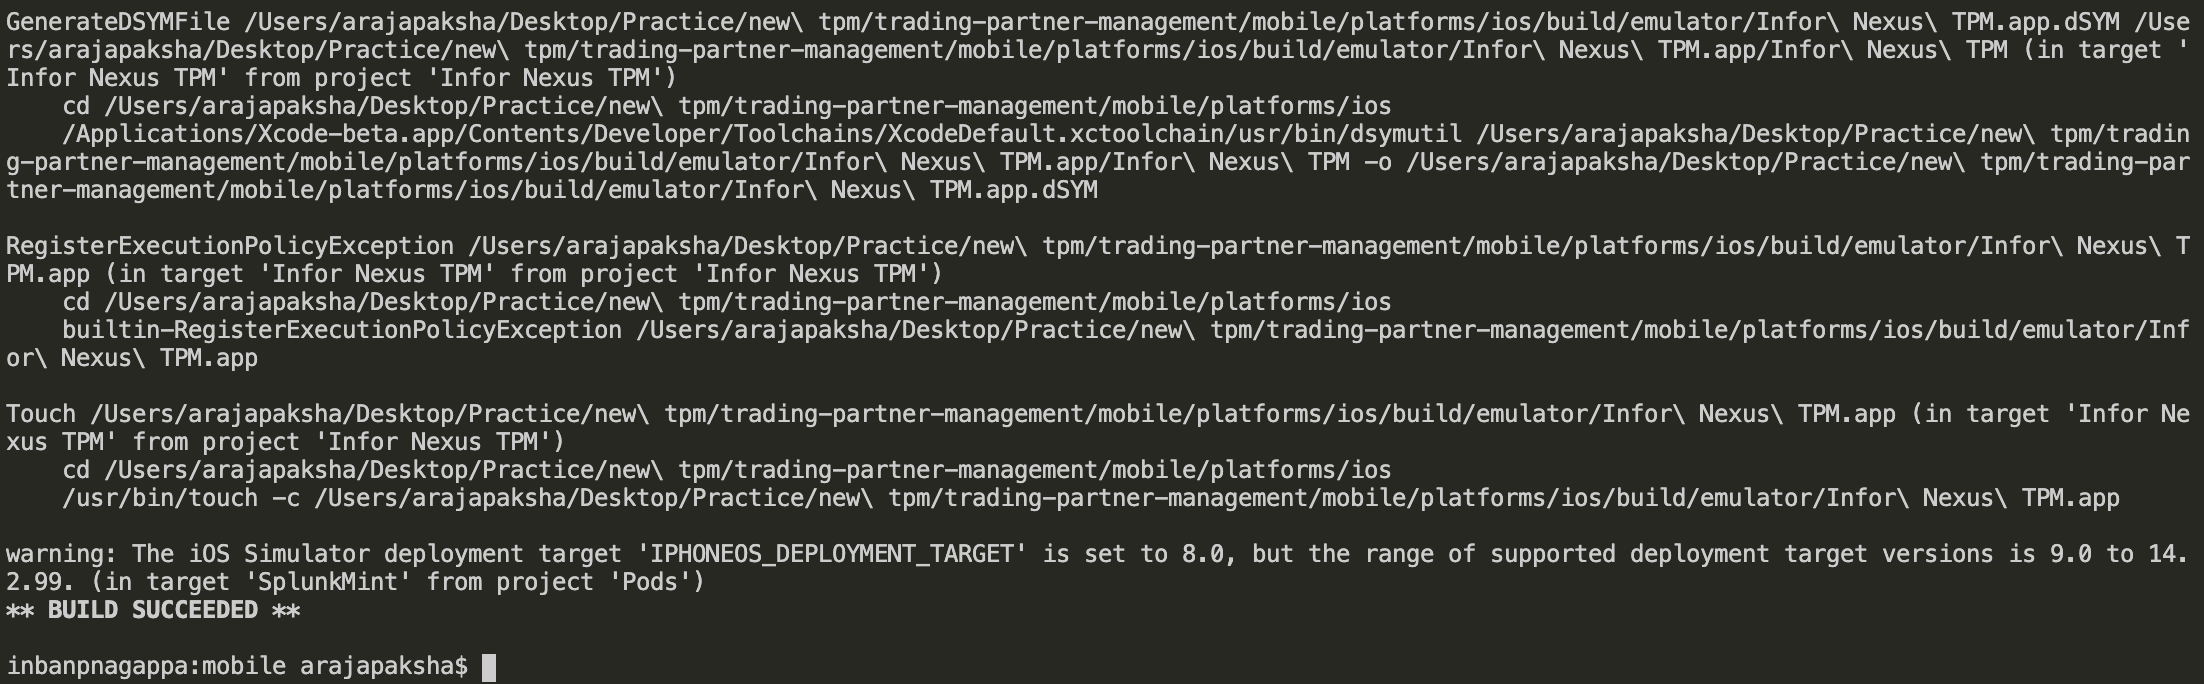 GenerateDSYMFile /Users/arajapaksha/Desktop/Practice/new\ tpm/trading-partner-management/mobile/platforms/ios/build/emulator/Infor\ Nexus\ TPM.app.dSYM /Use
rs/arajapaksha/Desktop/Practice/new\ tpm/trading-partner-management/mobile/platforms/ios/build/emulator/Infor\ Nexus\ TPM.app/Infor\ Nexus\ TPM (in target '
Infor Nexus TPM' from project 'Infor Nexus TPM')
    cd /Users/arajapaksha/Desktop/Practice/new\ tpm/trading-partner-management/mobile/platforms/ios
    /Applications/Xcode-beta.app/Contents/Developer/Toolchains/XcodeDefault.xctoolchain/usr/bin/dsymutil /Users/arajapaksha/Desktop/Practice/new\ tpm/tradin
g-partner-management/mobile/platforms/ios/build/emulator/Infor\ Nexus\ TPM.app/Infor\ Nexus\ TPM -o /Users/arajapaksha/Desktop/Practice/new\ tpm/trading-par
tner-management/mobile/platforms/ios/build/emulator/Infor\ Nexus\ TPM.app.dSYM

RegisterExecutionPolicyException /Users/arajapaksha/Desktop/Practice/new\ tpm/trading-partner-management/mobile/platforms/ios/build/emulator/Infor\ Nexus\ T
PM.app (in target 'Infor Nexus TPM' from project 'Infor Nexus TPM')
    cd /Users/arajapaksha/Desktop/Practice/new\ tpm/trading-partner-management/mobile/platforms/ios
    builtin-RegisterExecutionPolicyException /Users/arajapaksha/Desktop/Practice/new\ tpm/trading-partner-management/mobile/platforms/ios/build/emulator/Inf
or\ Nexus\ TPM.app

Touch /Users/arajapaksha/Desktop/Practice/new\ tpm/trading-partner-management/mobile/platforms/ios/build/emulator/Infor\ Nexus\ TPM.app (in target 'Infor Ne
xus TPM' from project 'Infor Nexus TPM')
    cd /Users/arajapaksha/Desktop/Practice/new\ tpm/trading-partner-management/mobile/platforms/ios
    /usr/bin/touch -c /Users/arajapaksha/Desktop/Practice/new\ tpm/trading-partner-management/mobile/platforms/ios/build/emulator/Infor\ Nexus\ TPM.app

warning: The iOS Simulator deployment target 'IPHONEOS_DEPLOYMENT_TARGET' is set to 8.0, but the range of supported deployment target versions is 9.0 to 14.
2.99. (in target 'SplunkMint' from project 'Pods')
** BUILD SUCCEEDED **

inbanpnagappa:mobile arajapaksha$